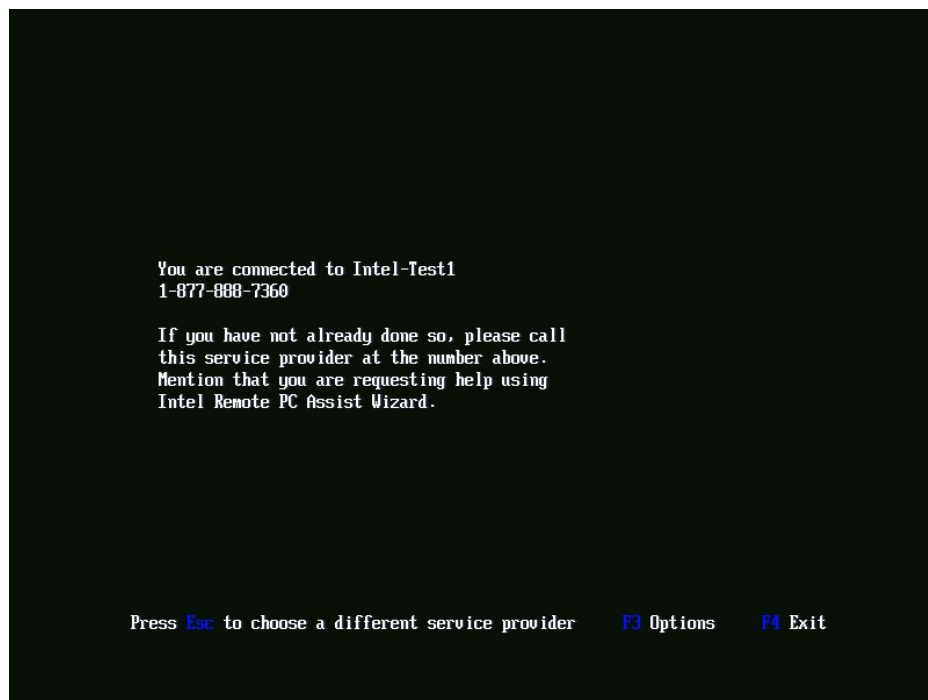 You are connected to Intel-Test1
1-877-888-7360
If you have not already done so, please call
this service provider at the number above.
Mention that you are requesting help using
Intel Remote PC Assist Wizard.
Press Esc to choose a different service provider F3 Options F4 Exit